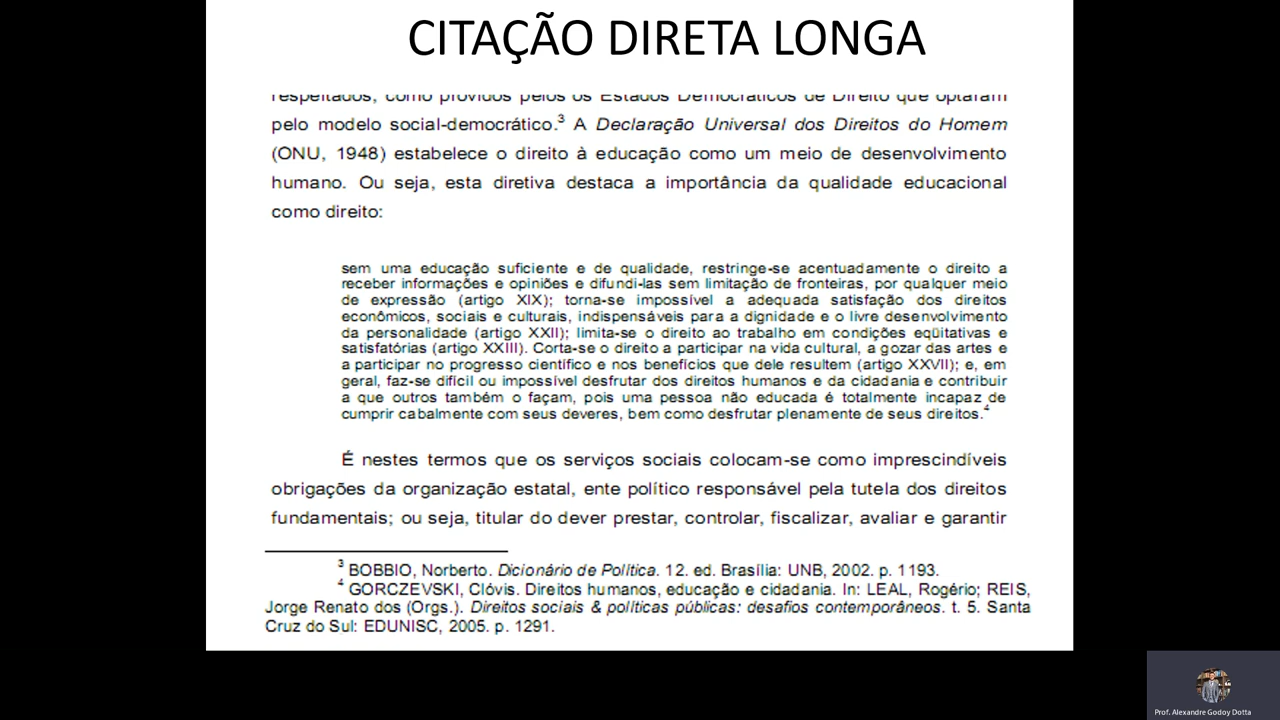 CITAÇÃO DIRETA LONGA
respeitados, como providos pelos os Estados Democráticos de Direito que optaram
pelo modelo social-democrático.³ A Declaração Universal dos Direitos do Homem
(ONU, 1948) estabelece o direito à educação como um meio de desenvolvimento
humano. Ou seja, esta diretiva destaca a importância da qualidade educacional
como direito:
sem uma educação suficiente e de qualidade, restringe-se acentuadamente o direito a
receber informações e opiniões e difundi-las sem limitação de fronteiras, por qualquer meio
de expressão (artigo XIX); torna-se impossível a adequada satisfação dos direitos
econômicos, sociais e culturais, indispensáveis para a dignidade e o livre desenvolvimento
da personalidade (artigo XXII); limita-se o direito ao trabalho em condições eqüitativas e
satisfatórias (artigo XXIII). Corta-se o direito a participar na vida cultural, a gozar das artes e
a participar no progresso científico e nos benefícios que dele resultem (artigo XXVII); e, em
geral, faz-se difícil ou impossível desfrutar dos direitos humanos e da cidadania e contribuir
a que outros também o façam, pois uma pessoa não educada é totalmente incapaz de
cumprir cabalmente com seus deveres, bem como desfrutar plenamente de seus direitos.⁴
É nestes termos que os serviços sociais colocam-se como imprescindíveis
obrigações da organização estatal, ente político responsável pela tutela dos direitos
fundamentais; ou seja, titular do dever prestar, controlar, fiscalizar, avaliar e garantir
³ BOBBIO, Norberto. Dicionário de Política. 12. ed. Brasília: UNB, 2002. p. 1193.
⁴ GORCZEVSKI, Clóvis. Direitos humanos, educação e cidadania. In: LEAL, Rogério; REIS,
Jorge Renato dos (Orgs.). Direitos sociais & políticas públicas: desafios contemporâneos. t. 5. Santa
Cruz do Sul: EDUNISC, 2005. p. 1291.
Prof. Alexandre Godoy Dotta